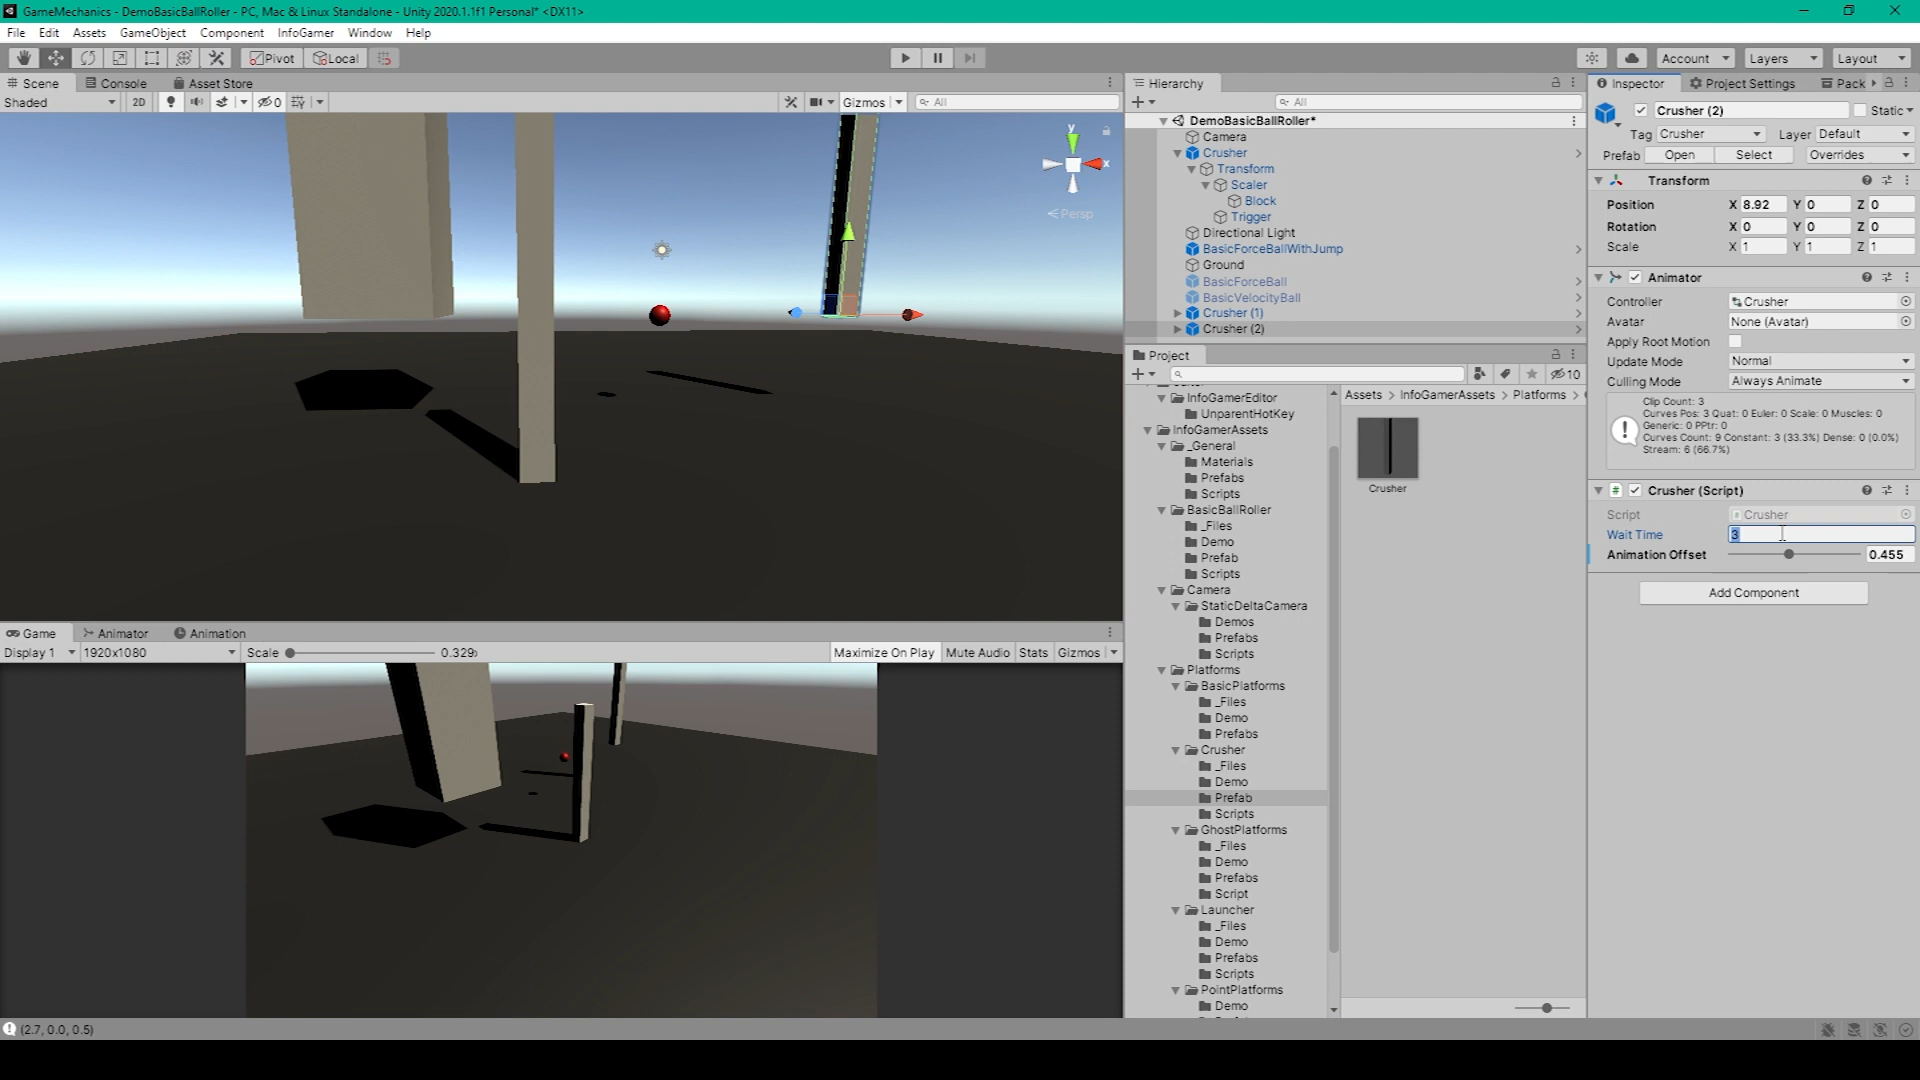 GameMechanics - DemoBasicBallRoller - PC, Mac & Linux Standalone - Unity 2020.1.1f1 Personal* <DX11>
File Edit Assets GameObject Component InfoGamer Window Help
Pivot Local Account Layers Layout
Scene Console Asset Store
Shaded 2D 0 Gizmos All
y
x
Persp
Game Animator Animation
Display 1 1920x1080 Scale 0.329x Maximize On Play Mute Audio Stats Gizmos
(2.7, 0.0, 0.5)
Hierarchy
All
DemoBasicBallRoller*
Camera
Crusher
Transform
Scaler
Block
Trigger
Directional Light
BasicForceBallWithJump
Ground
BasicForceBall
BasicVelocityBall
Crusher (1)
Crusher (2)
Project
10
InfoGamerEditor
UnparentHotKey
InfoGamerAssets
_General
Materials
Prefabs
Scripts
BasicBallRoller
_Files
Demo
Prefab
Scripts
Camera
StaticDeltaCamera
Demos
Prefabs
Scripts
Platforms
BasicPlatforms
_Files
Demo
Prefabs
Crusher
_Files
Demo
Prefab
Scripts
GhostPlatforms
_Files
Demo
Prefabs
Script
Launcher
_Files
Demo
Prefabs
Scripts
PointPlatforms
Demo
Assets > InfoGamerAssets > Platforms >
Crusher
Inspector Project Settings Pack
Crusher (2) Static
Tag Crusher Layer Default
Prefab Open Select Overrides
Transform
Position X 8.92 Y 0 Z 0
Rotation X 0 Y 0 Z 0
Scale X 1 Y 1 Z 1
Animator
Controller Crusher
Avatar None (Avatar)
Apply Root Motion
Update Mode Normal
Culling Mode Always Animate
Clip Count: 3
Curves Pos: 3 Quat: 0 Euler: 0 Scale: 0 Muscles: 0
Generic: 0 PPtr: 0
Curves Count: 9 Constant: 3 (33.3%) Dense: 0 (0.0%)
Stream: 6 (66.7%)
Crusher (Script)
Script Crusher
Wait Time 3
Animation Offset 0.455
Add Component